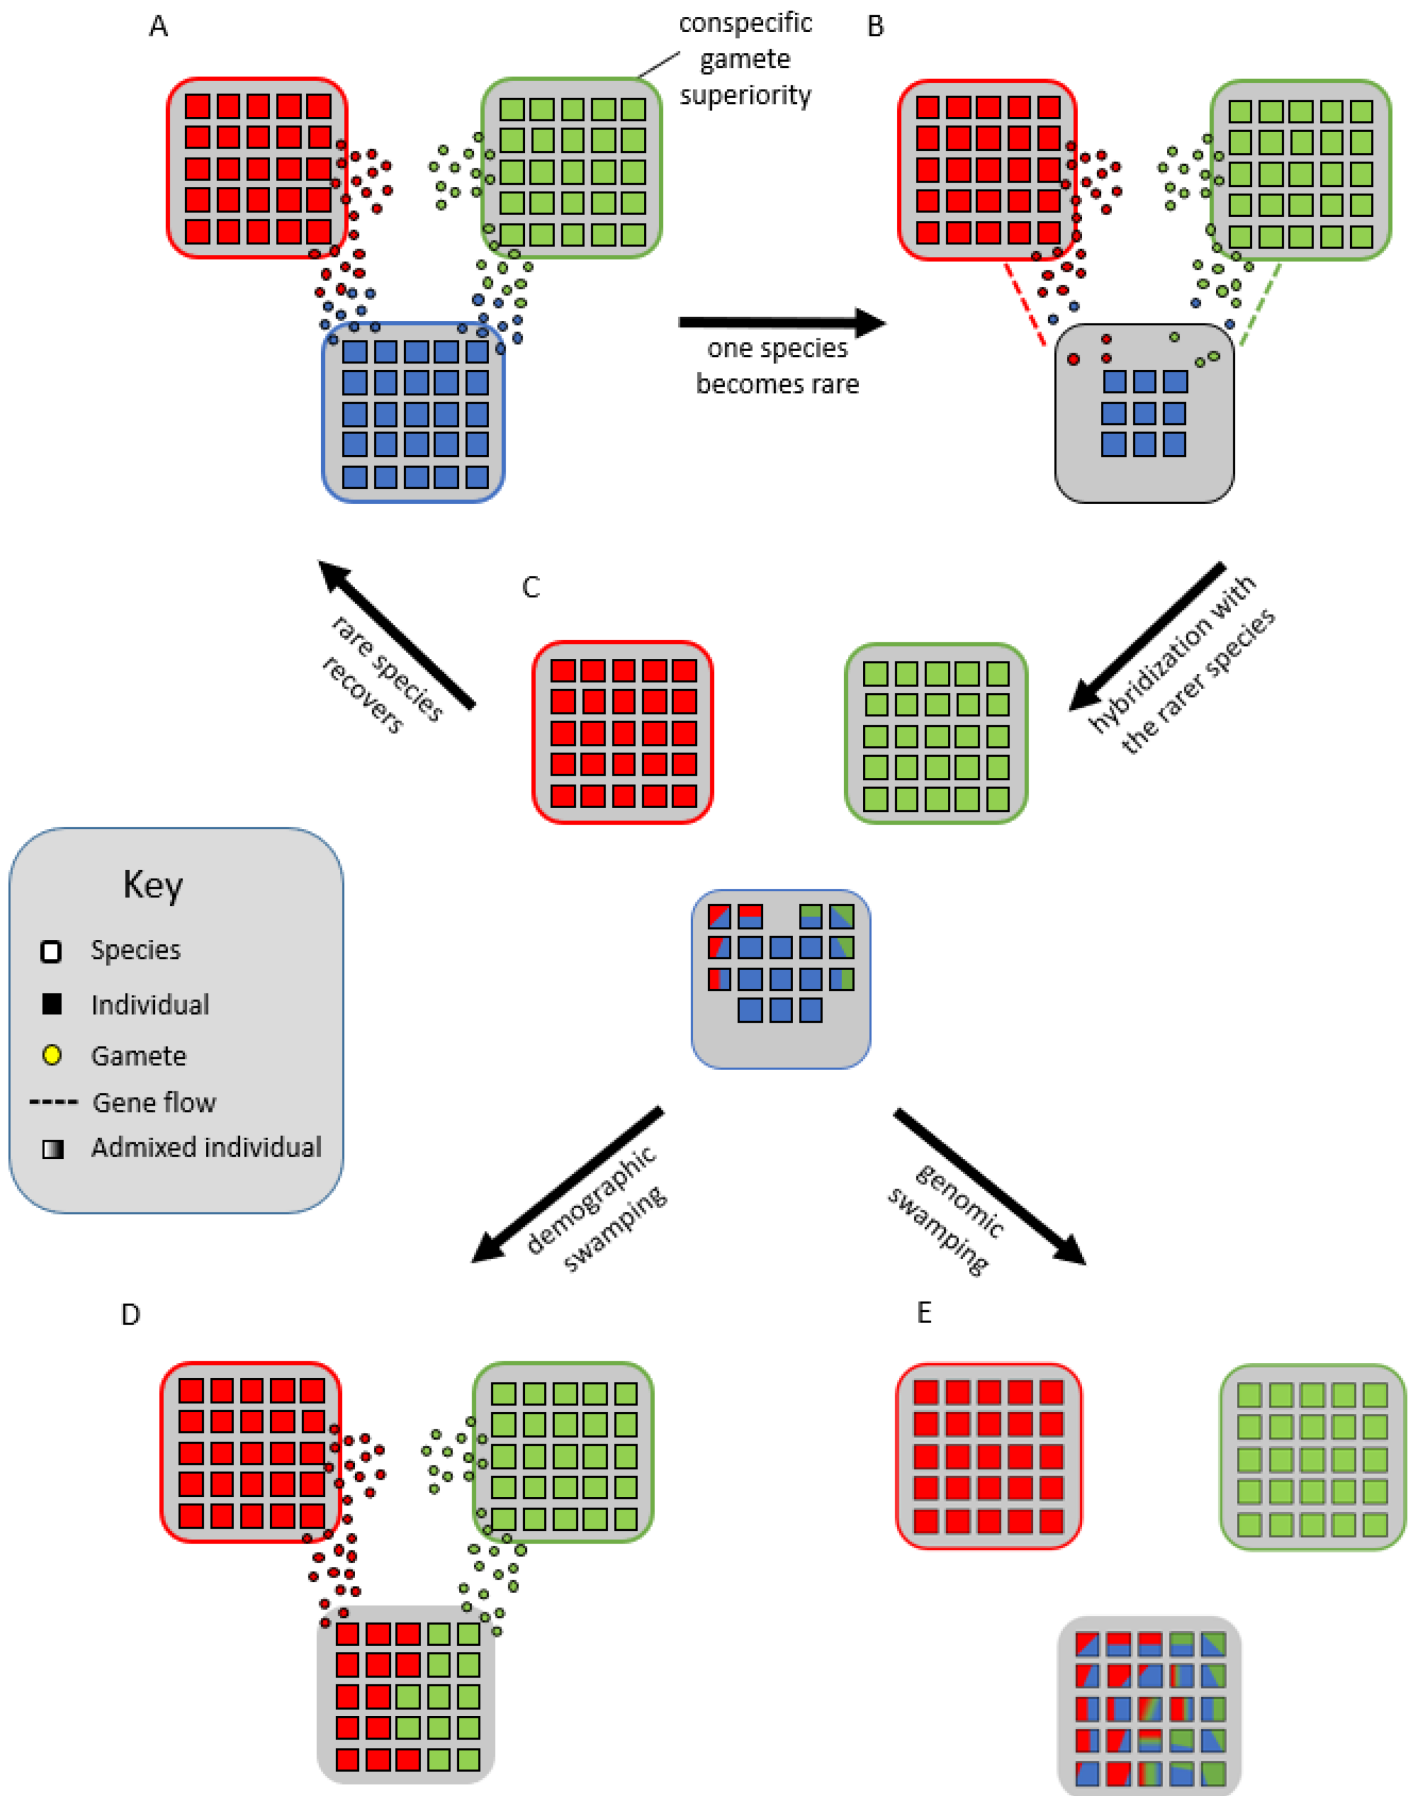 A
conspecific
gamete
superiority
B
one species
becomes rare
C
rare species
recovers
hybridization with
the rarer species
Key
Species
Individual
Gamete
Gene flow
Admixed individual
demographic
swamping
genomic
swamping
D
E